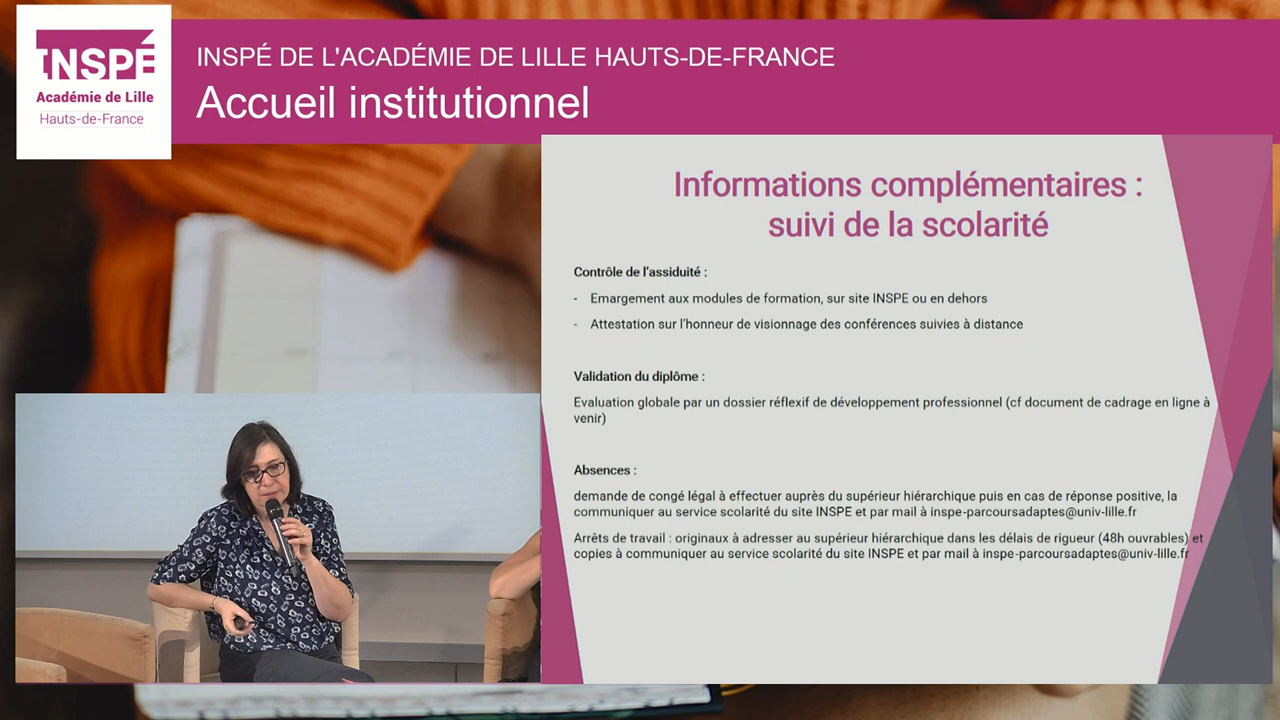 INSPÉ
Académie de Lille
Hauts-de-France
INSPÉ DE L'ACADÉMIE DE LILLE HAUTS-DE-FRANCE
Accueil institutionnel
Informations complémentaires :
suivi de la scolarité
Contrôle de l'assiduité :
- Emargement aux modules de formation, sur site INSPE ou en dehors
- Attestation sur l'honneur de visionnage des conférences suivies à distance
Validation du diplôme :
Evaluation globale par un dossier réflexif de développement professionnel (cf document de cadrage en ligne à
venir)
Absences :
demande de congé légal à effectuer auprès du supérieur hiérarchique puis en cas de réponse positive, la
communiquer au service scolarité du site INSPE et par mail à inspe-parcoursadaptes@univ-lille.fr
Arrêts de travail : originaux à adresser au supérieur hiérarchique dans les délais de rigueur (48h ouvrables) et
copies à communiquer au service scolarité du site INSPE et par mail à inspe-parcoursadaptes@univ-lille.fr